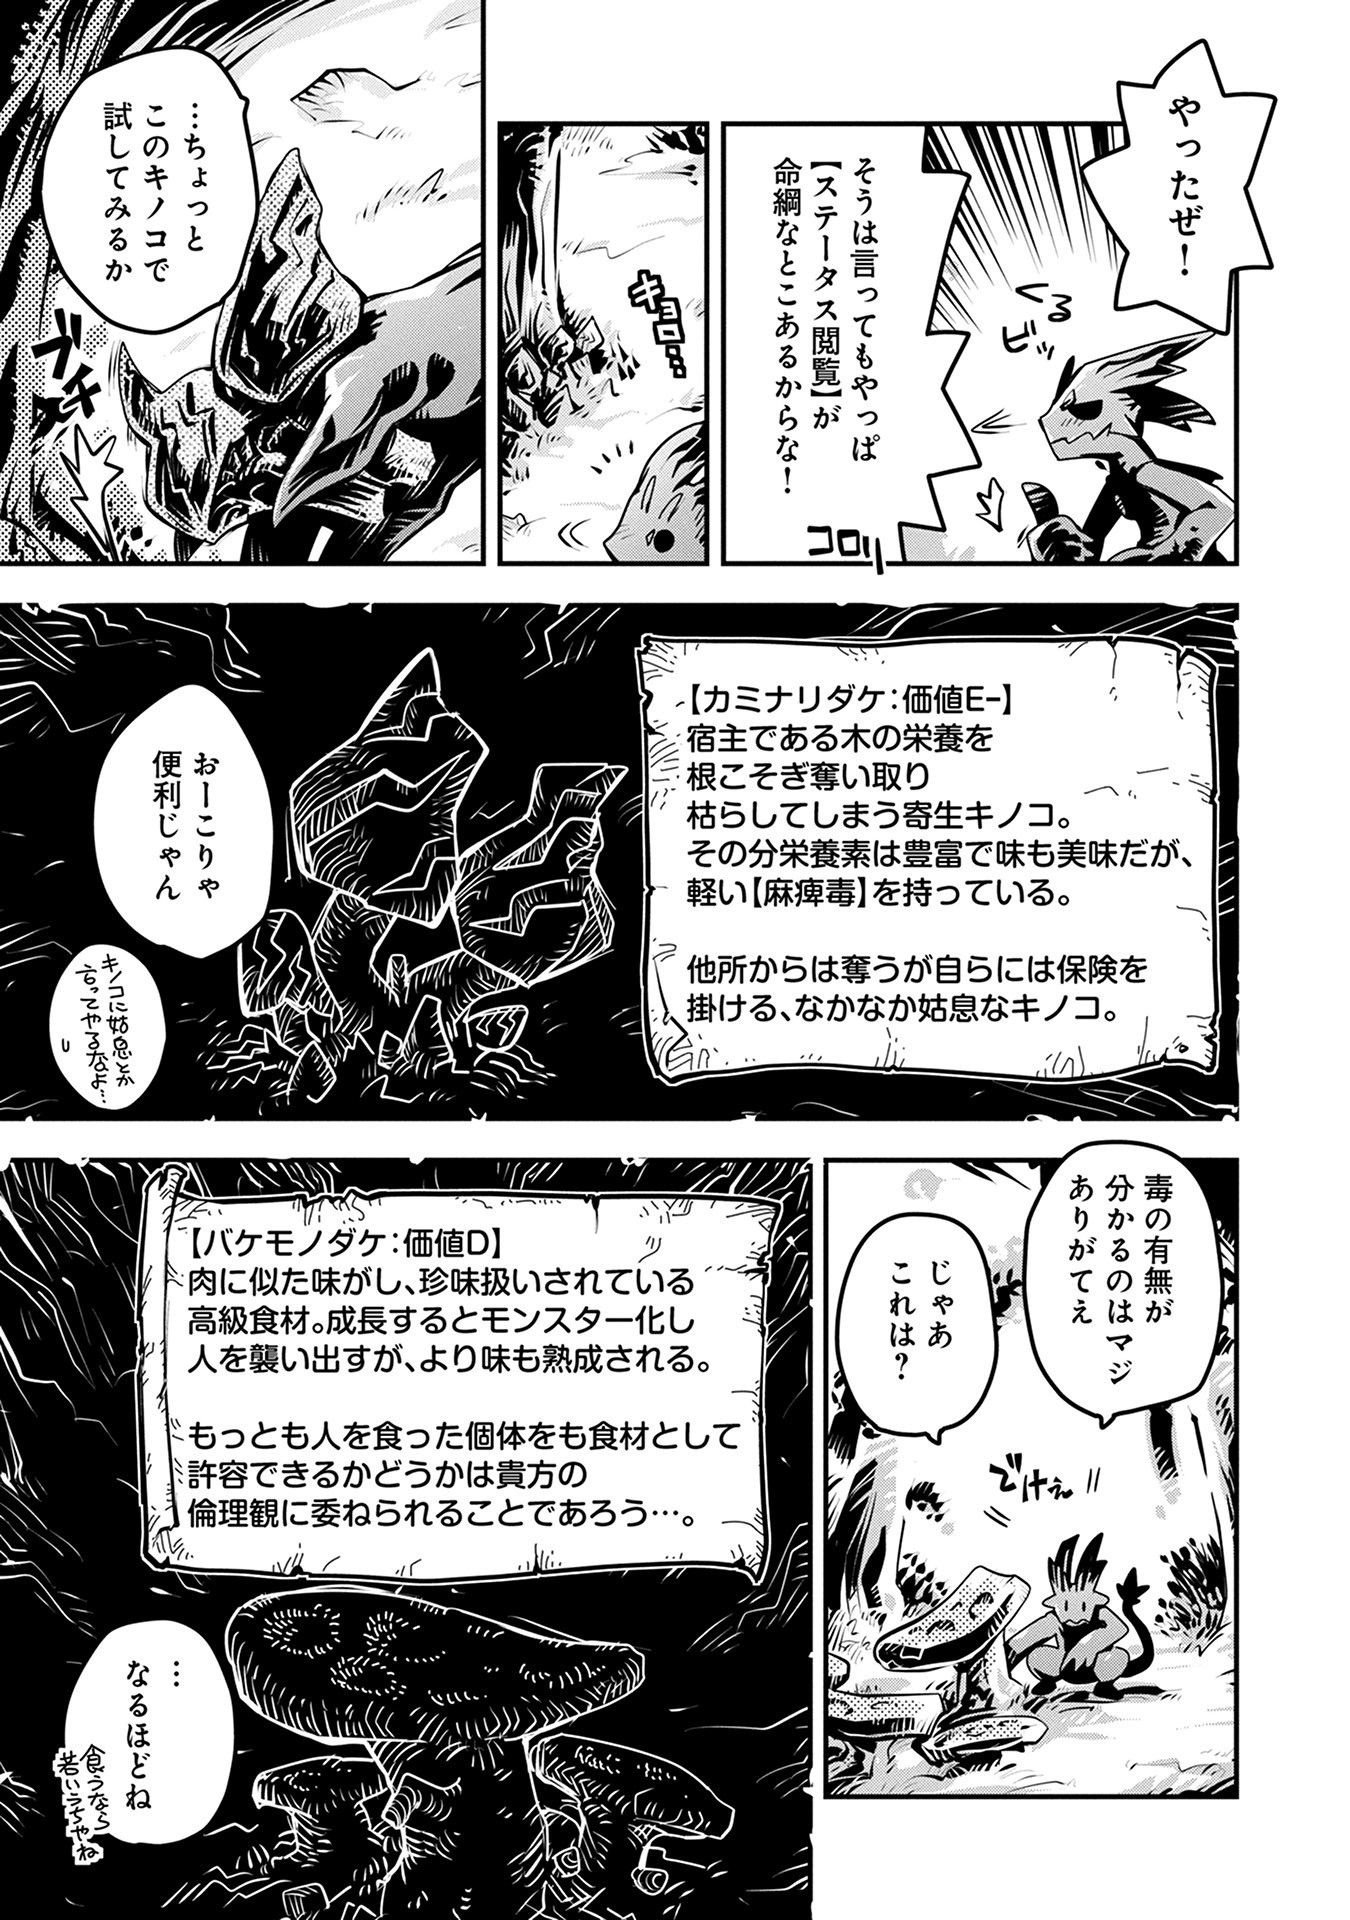 やったぜ！
くる
ビッ
そうは言ってもやっぱ
【ステータス閲覧】が
命綱なとこあるからな！
コロリ
キョロ…
…ちょっと
このキノコで
試してみるか
ブチ
【カミナリダケ：価値E-】
宿主である木の栄養を
根こそぎ奪い取り
枯らしてしまう寄生キノコ。
その分栄養素は豊富で味も美味だが、
軽い【麻痺毒】を持っている。
他所からは奪うが自らには保険を
掛ける、なかなか姑息なキノコ。
おーこりゃ
便利じゃん
キノコに姑息とか
言ってやるなよ…
毒の有無が
分かるのはマジ
ありがてえ
じゃあ
これは？
でけぇ〜
【バケモノダケ：価値D】
肉に似た味がし、珍味扱いされている
高級食材。成長するとモンスター化し
人を襲い出すが、より味も熟成される。
もっとも人を食った個体をも食材として
許容できるかどうかは貴方の
倫理観に委ねられることであろう…。
…
なるほどね
食うなら
若いうちゃね